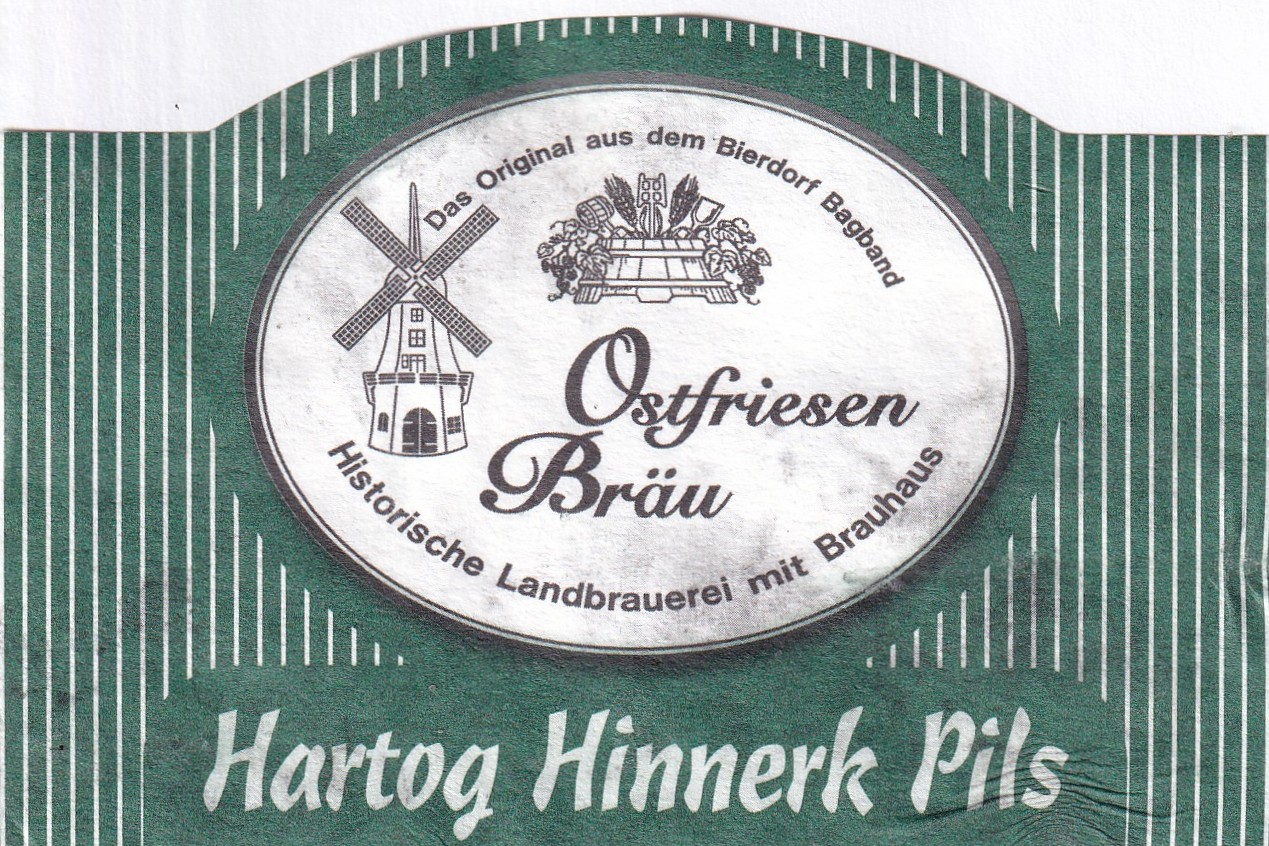 Das Original aus dem Bierdorf Bagband
Ostfriesen
Bräu
Historische Landbrauerei mit Brauhaus
Hartog Hinnerk Pils